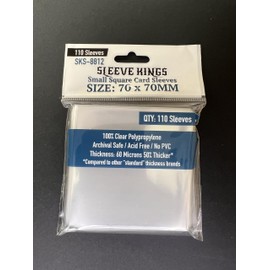 110 Sleeves
SKS-8812
SLEEVE KINGS
Small Square Card Sleeves
SIZE: 70 x 70MM
QTY: 110 Sleeves
100% Clear Polypropylene
Archival Safe / Acid Free / No PVC
Thickness: 60 Microns 50% Thicker*
*Compared to other "standard" thickness brands